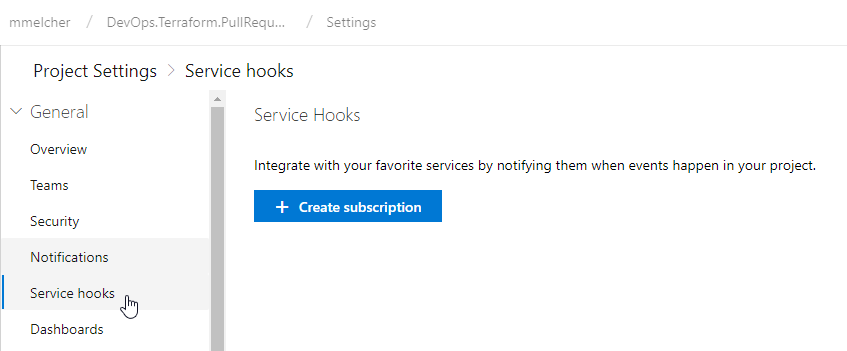 mmelcher / DevOps.Terraform.PullRequ... / Settings
Project Settings > Service hooks
General
Overview
Teams
Security
Notifications
Service hooks
Dashboards
Service Hooks
Integrate with your favorite services by notifying them when events happen in your project.
+ Create subscription